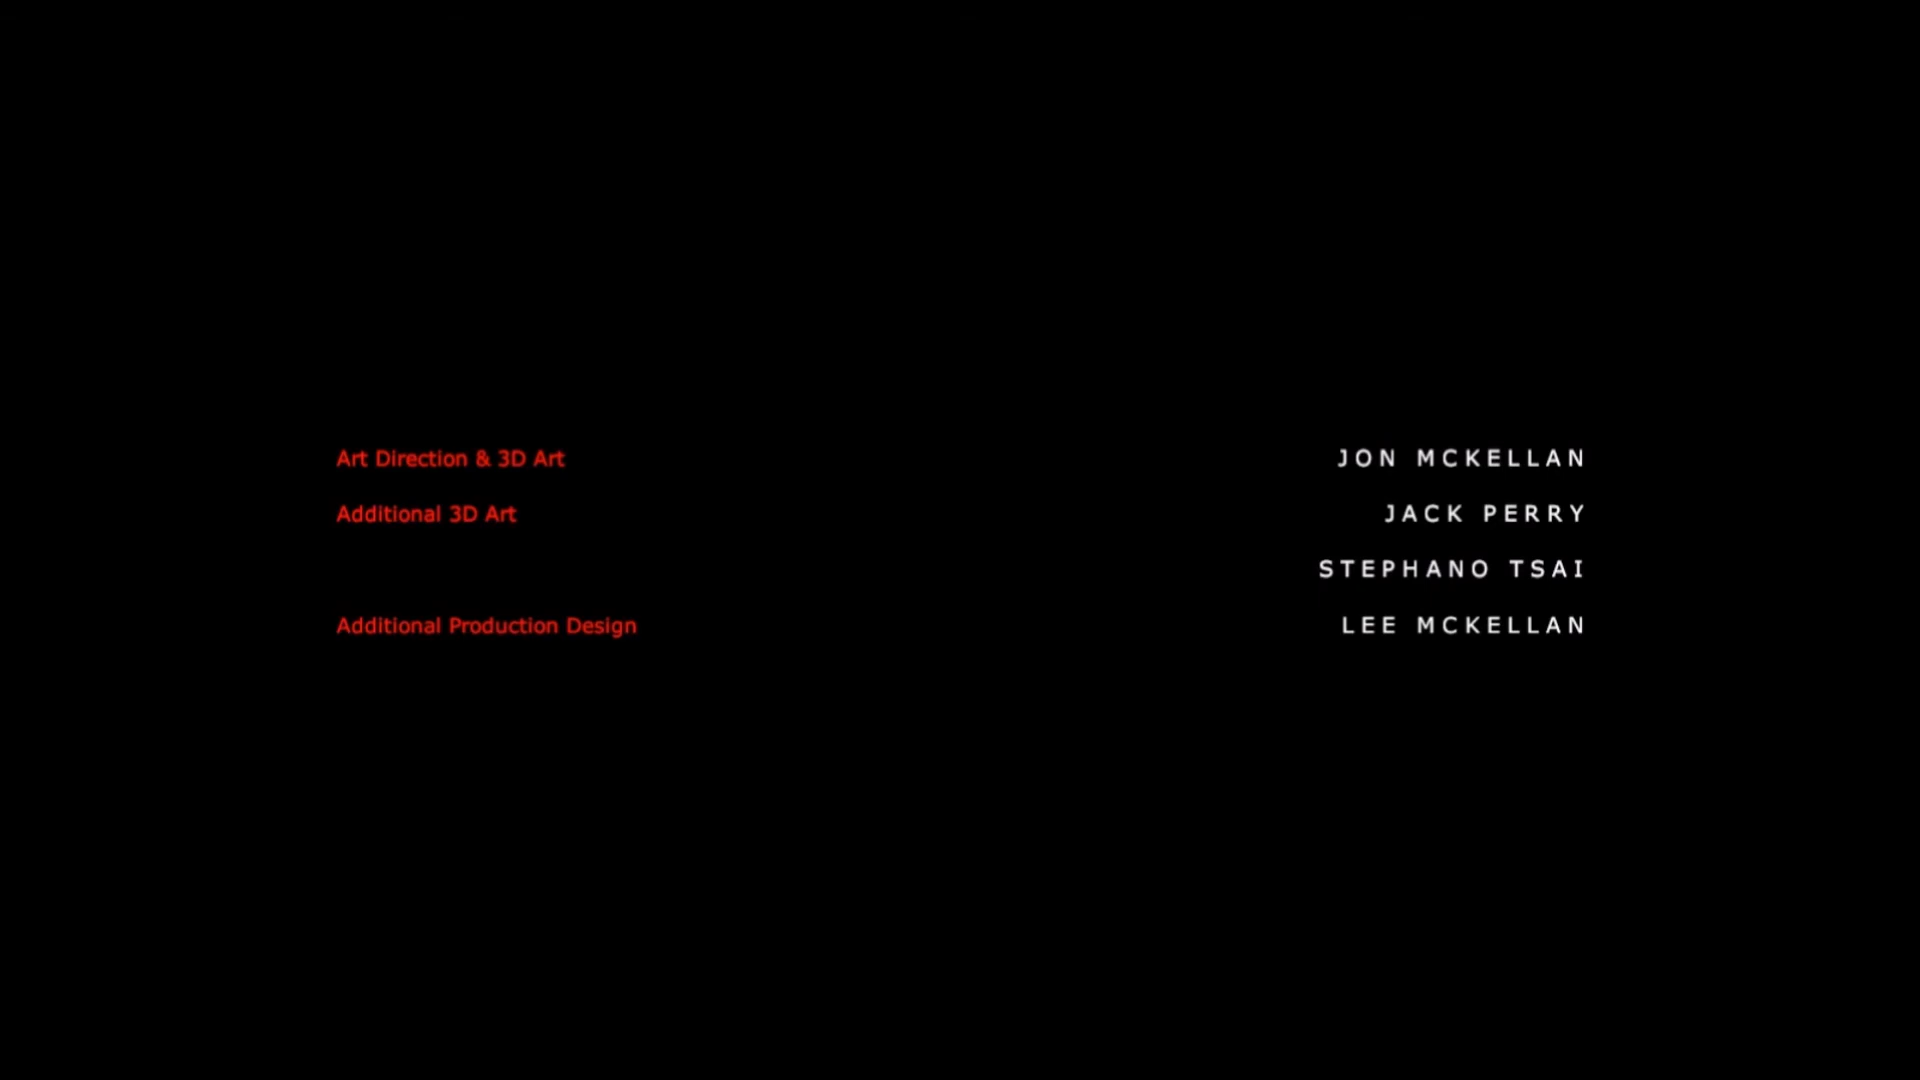 Art Direction & 3D Art JON MCKELLAN
Additional 3D Art JACK PERRY
STEPHANO TSAI
Additional Production Design LEE MCKELLAN